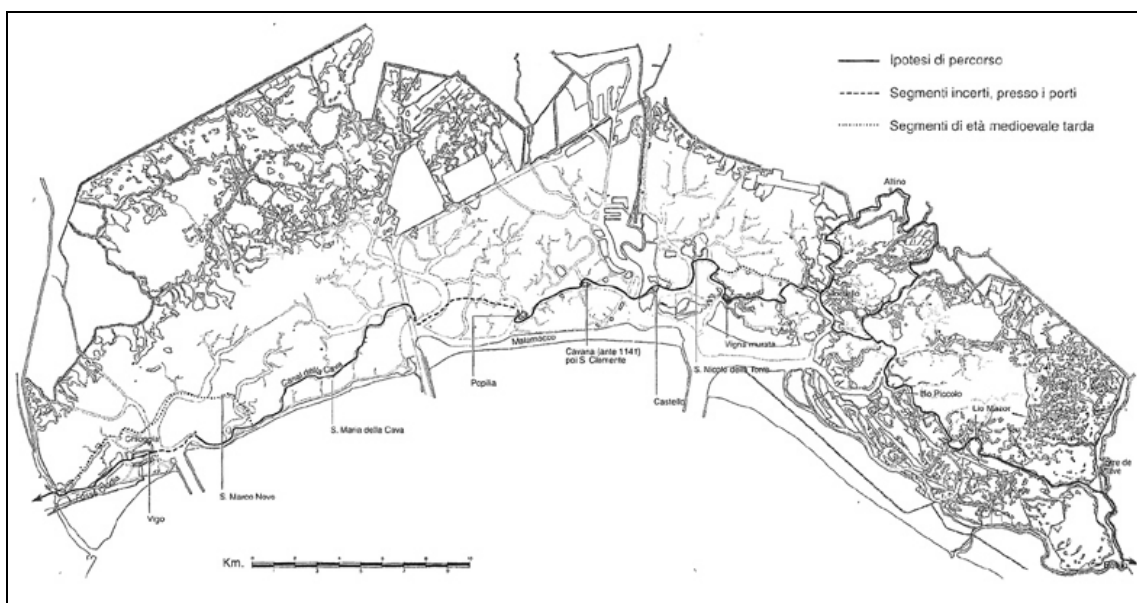 Ipotesi di percorso
Segmenti incerti, presso i porti
Segmenti di età medioevale tarda
Altino
Vigna murata
Malamocco
Cavana (ante 1141)
poi S. Clemente
S. Nicolò della Torre
Popilia
Castello
Rio Piccolo
Lio Mazor
Canal della Cava
S. Maria della Cava
Chioggia
S. Marco Novo
Vigo
Km.